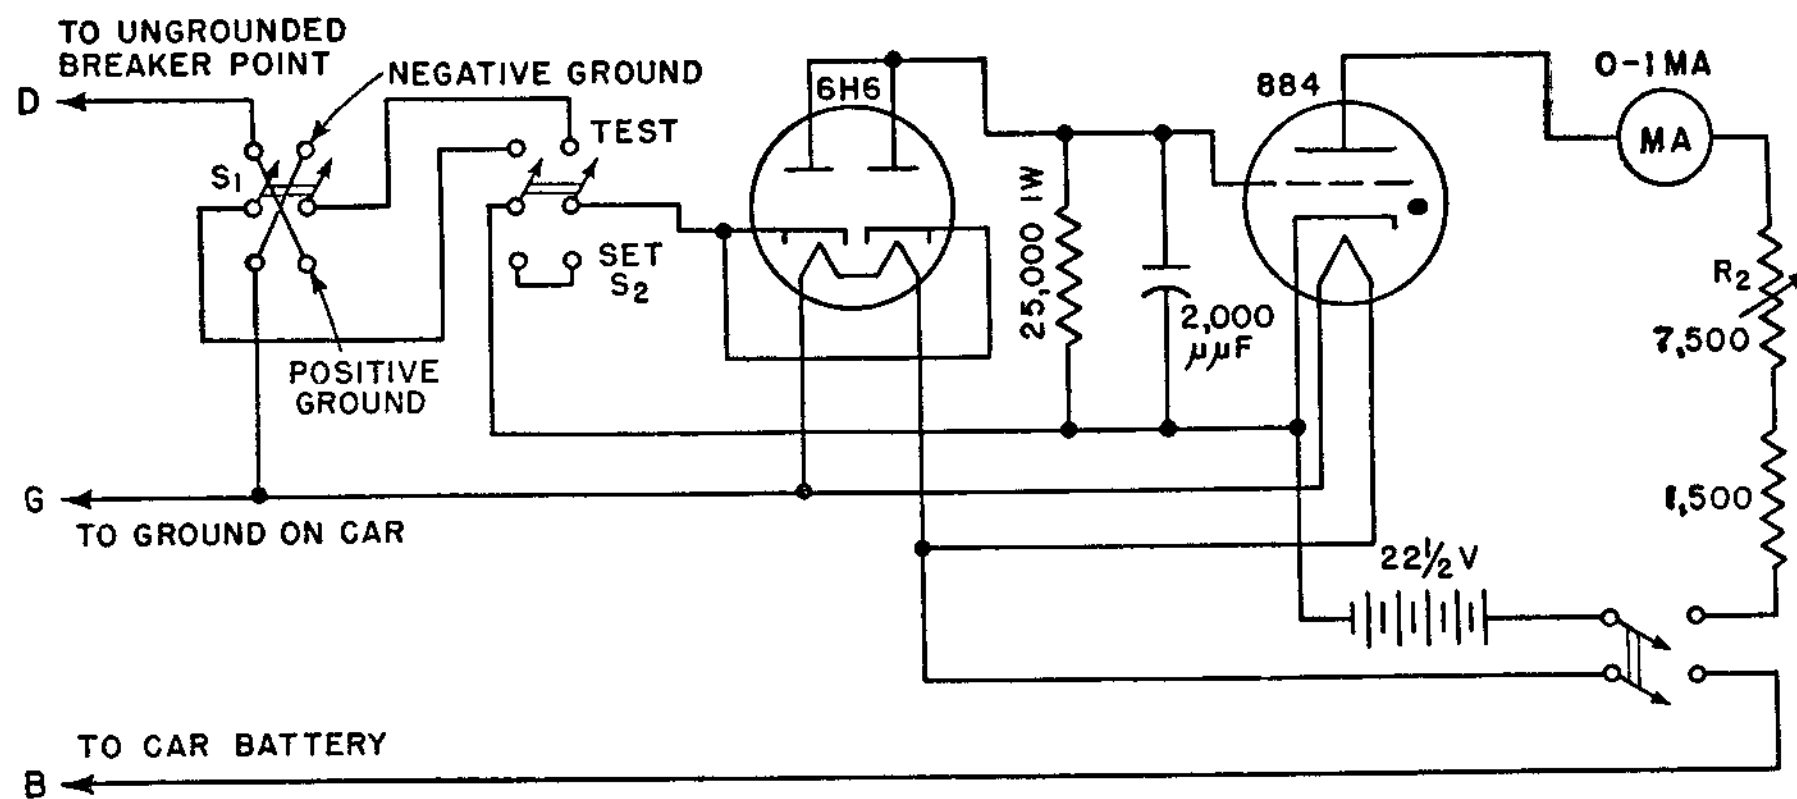 TO UNGROUNDED
BREAKER POINT
NEGATIVE GROUND
D
S1
TEST
SET
S2
POSITIVE
GROUND
6H6
25,000 1W
2,000
μμF
884
0-1MA
MA
R2
7,500
1,500
22½V
G
TO GROUND ON CAR
TO CAR BATTERY
B